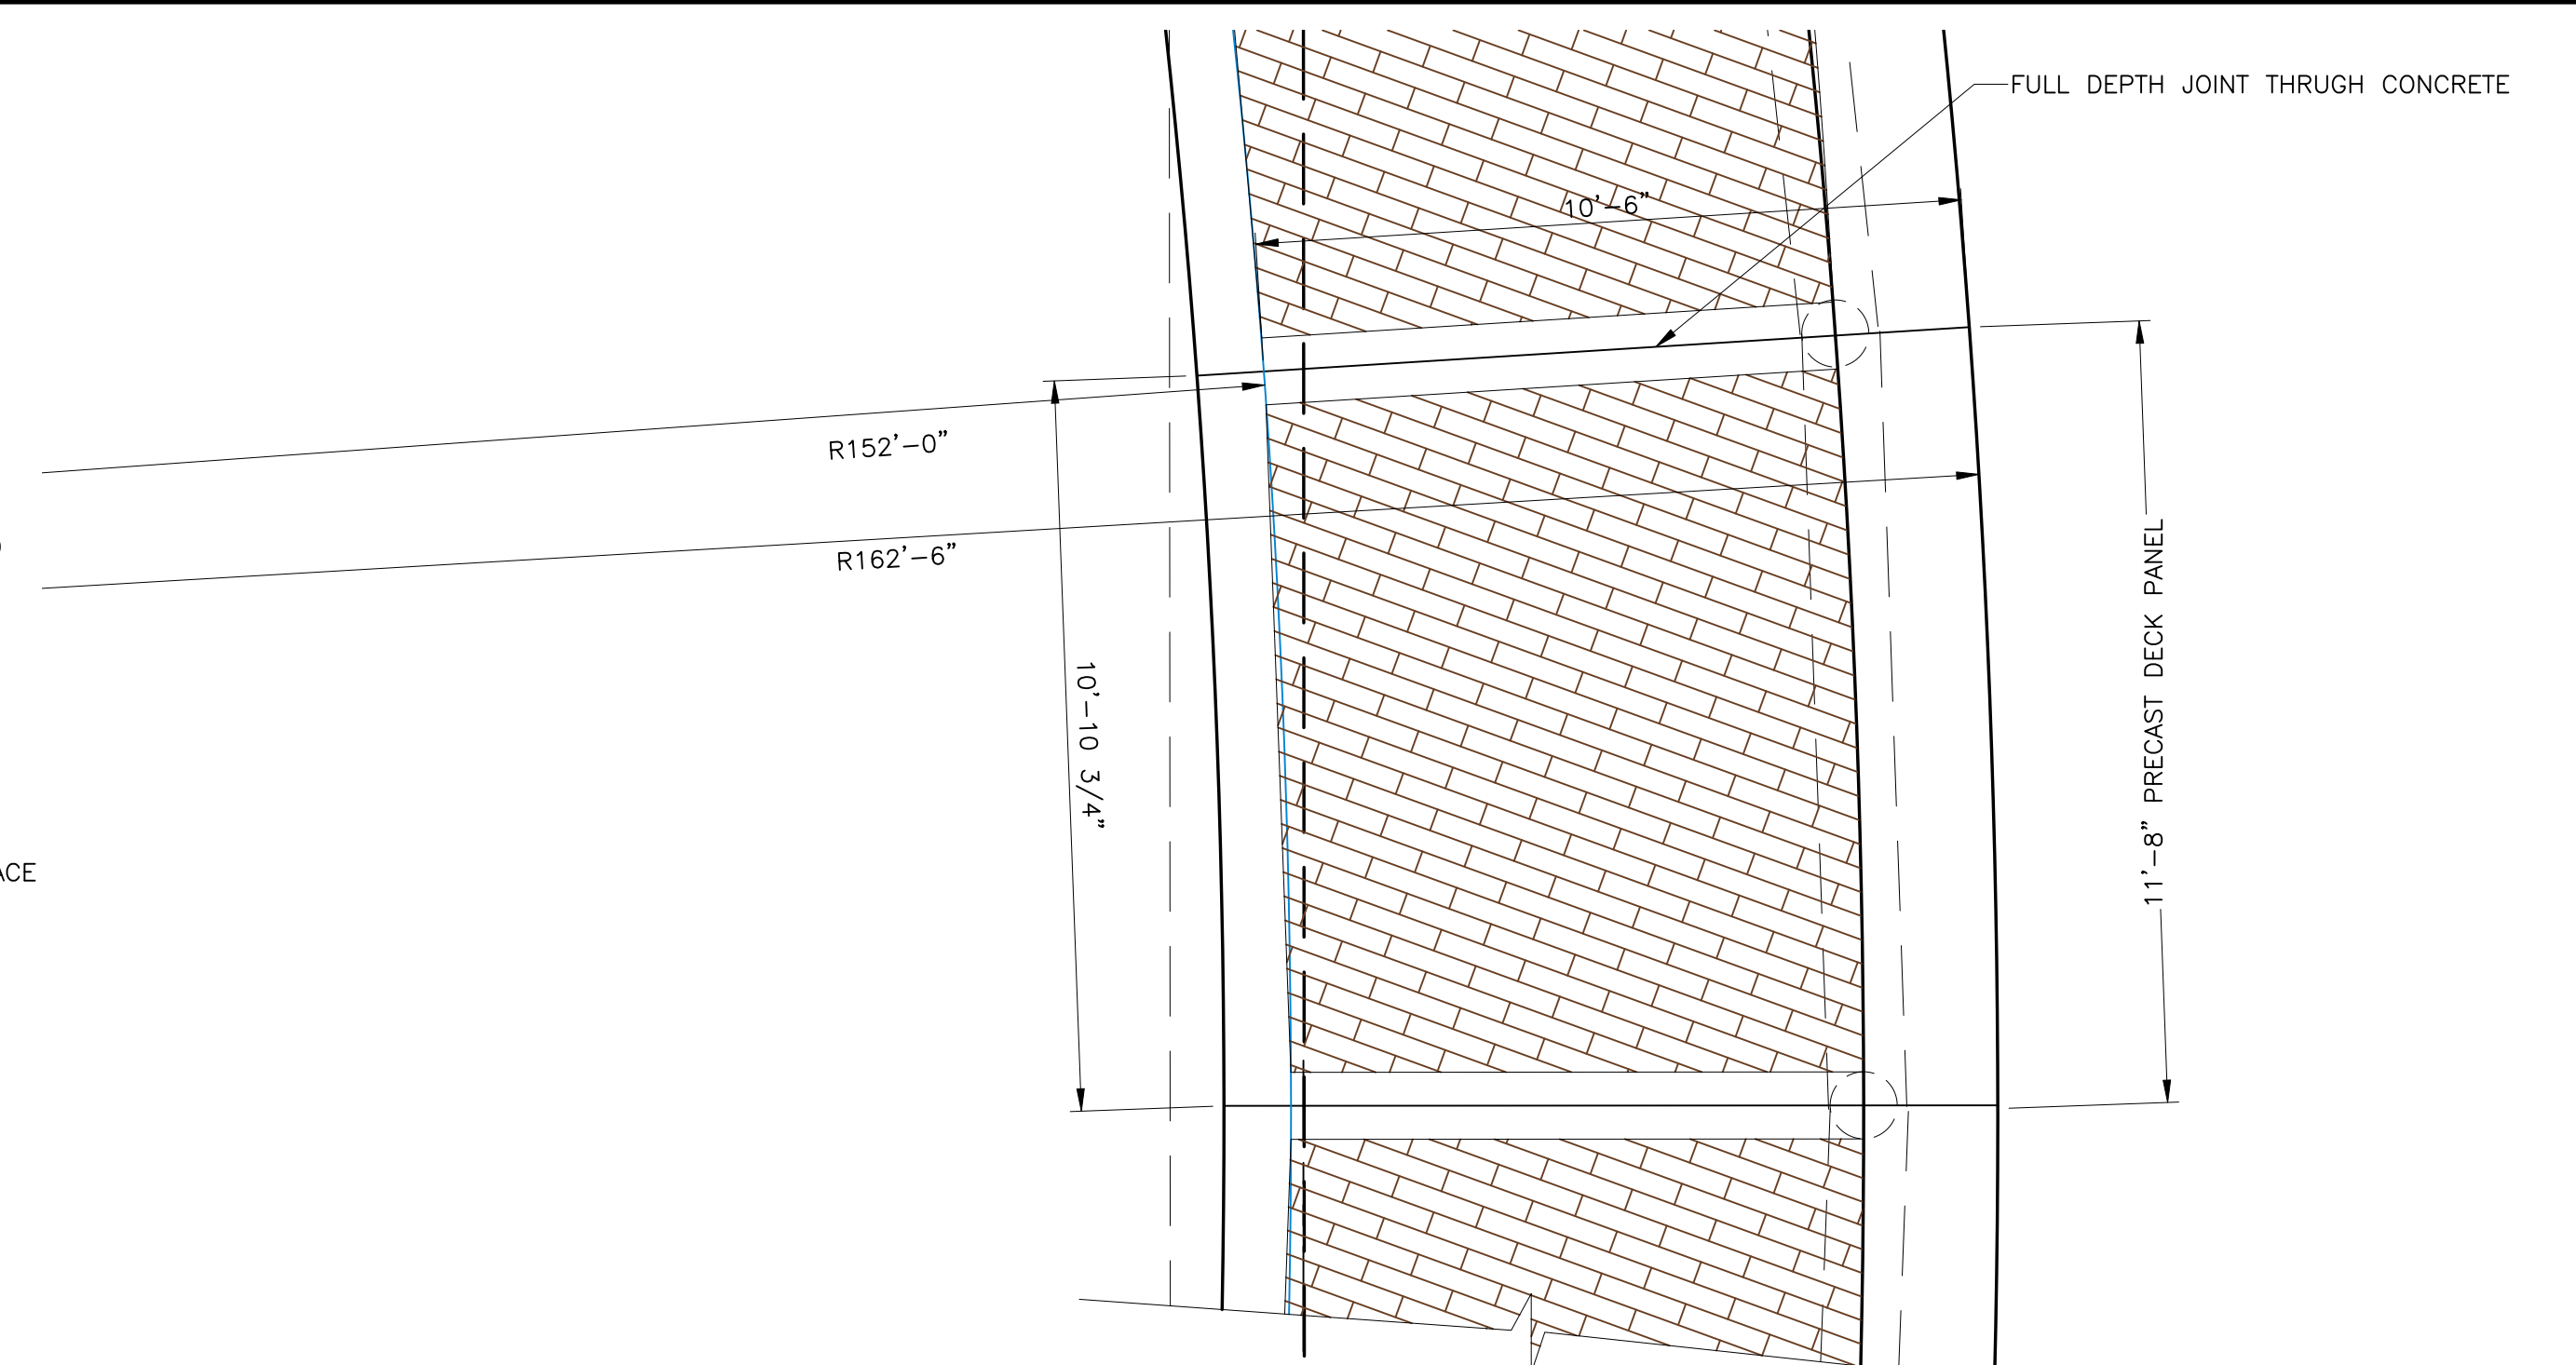 FULL DEPTH JOINT THRUGH CONCRETE
10'-6"
R152'-0"
R162'-6"
10'-10 3/4"
11'-8" PRECAST DECK PANEL
ACE